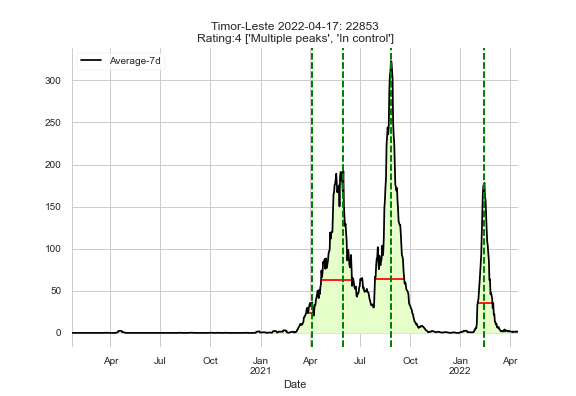 Timor-Leste 2022-04-17: 22853
Rating:4 ['Multiple peaks', 'In control']
Average-7d
300
250
200
150
100
50
0
Apr Jul Oct Jan Apr Jul Oct Jan Apr
2021 2022
Date